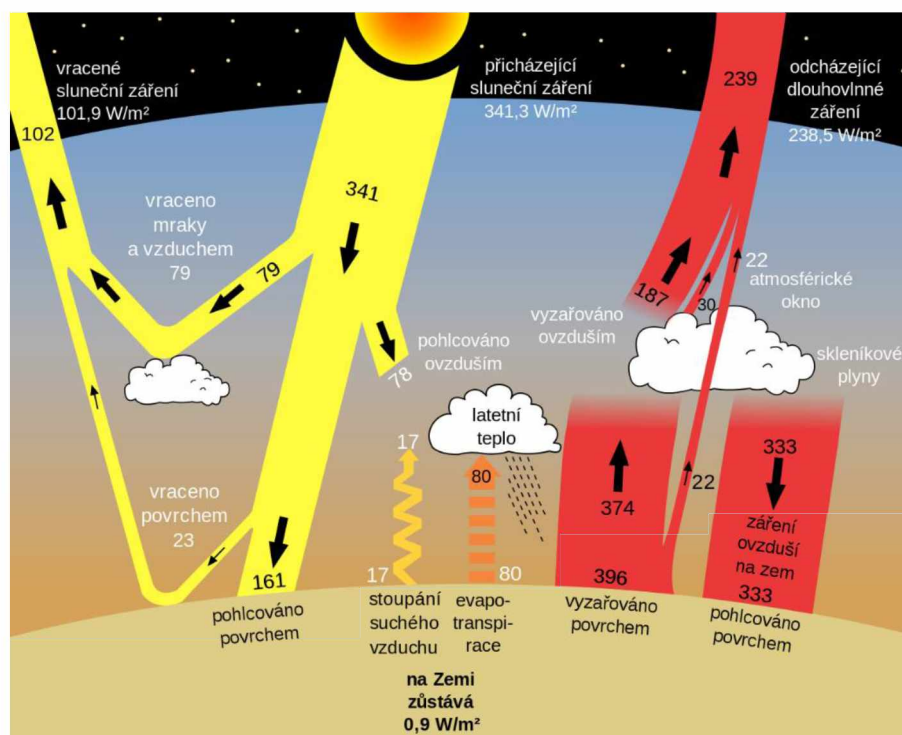 vracené
sluneční záření
101,9 W/m²
102
přicházející
sluneční záření
341,3 W/m²
239
odcházející
dlouhovlnné
záření
238,5 W/m²
341
vraceno
mraky
a vzduchem
79
79
pohlcováno
ovzduším
78
vyzařováno
ovzduším
187
30
22
atmosférické
okno
skleníkové
plyny
latetní
teplo
17
80
vraceno
povrchem
23
161
pohlcováno
povrchem
17
stoupání
suchého
vzduchu
80
evapo-
transpi-
race
374
22
396
vyzařováno
povrchem
333
záření
ovzduší
na zem
333
pohlcováno
povrchem
na Zemi
zůstává
0,9 W/m²